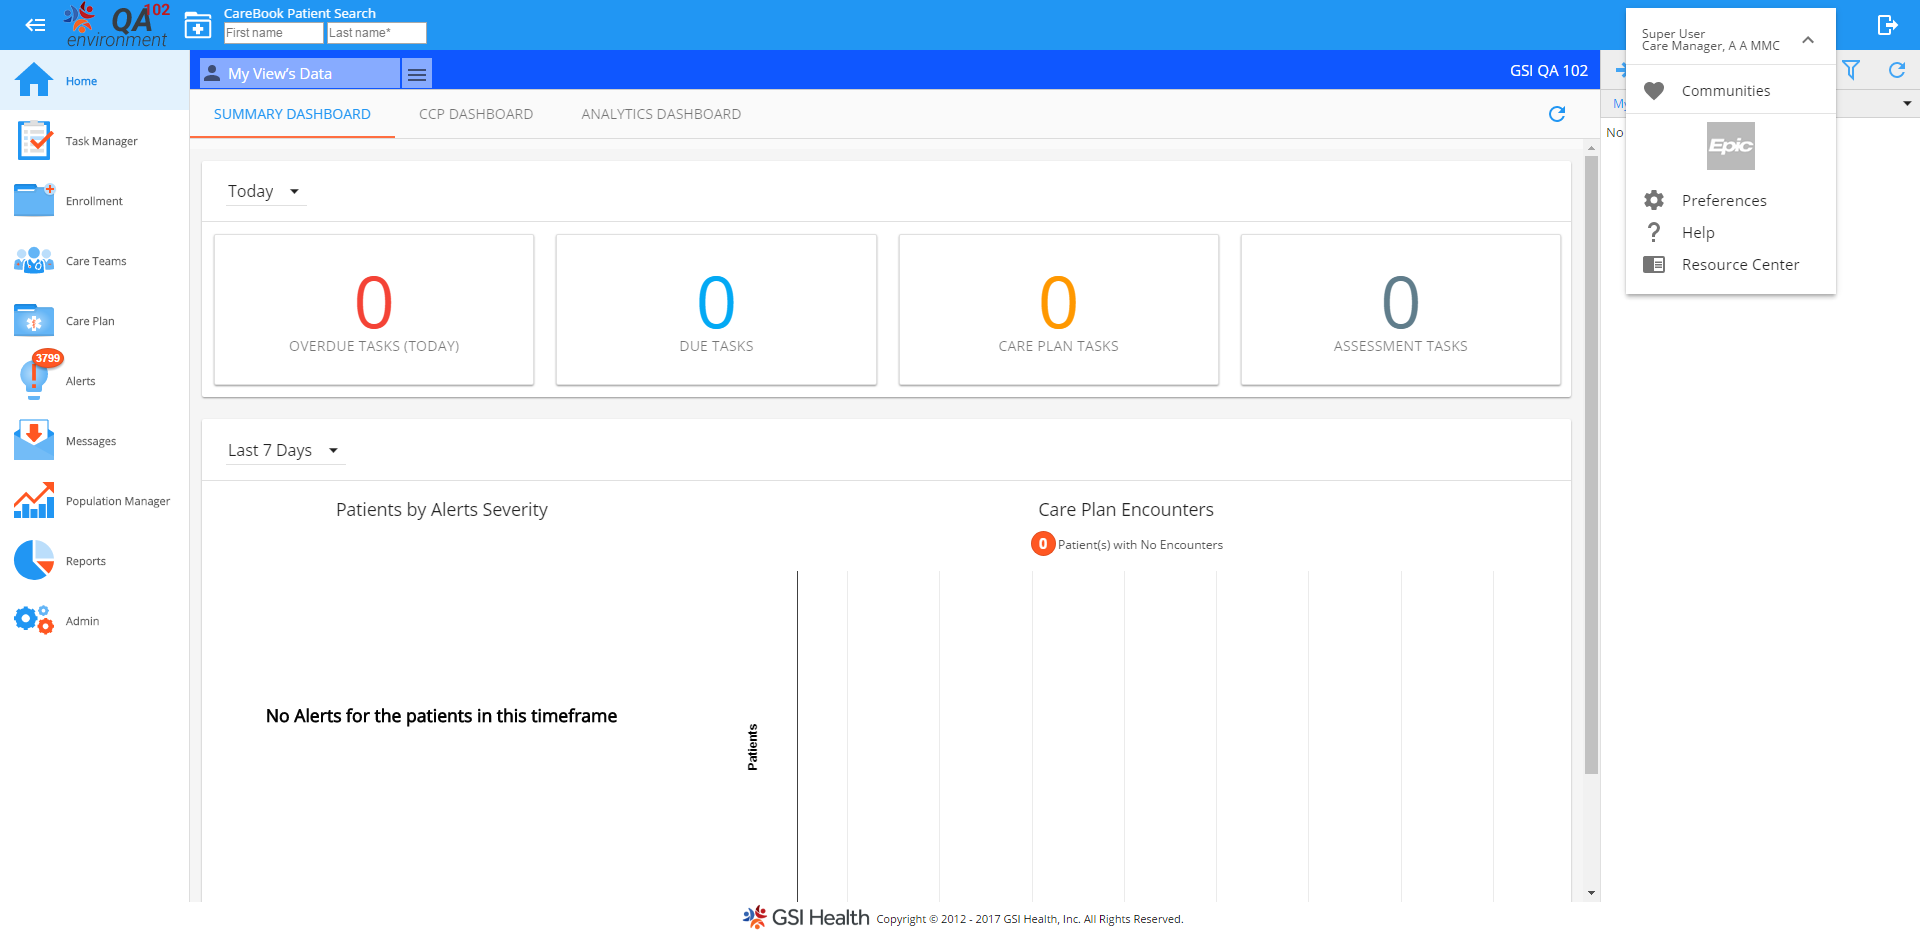 QA 102
environment
CareBook Patient Search
First name
Last name*
Super User
Care Manager, A A MMC
Communities
Epic
Preferences
Help
Resource Center
Home
Task Manager
Enrollment
Care Teams
Care Plan
3799
Alerts
Messages
Population Manager
Reports
Admin
My View's Data
GSI QA 102
SUMMARY DASHBOARD
CCP DASHBOARD
ANALYTICS DASHBOARD
My
No
Today
0
OVERDUE TASKS (TODAY)
0
DUE TASKS
0
CARE PLAN TASKS
0
ASSESSMENT TASKS
Last 7 Days
Patients by Alerts Severity
No Alerts for the patients in this timeframe
Care Plan Encounters
0 Patient(s) with No Encounters
Patients
GSI Health Copyright © 2012 - 2017 GSI Health, Inc. All Rights Reserved.